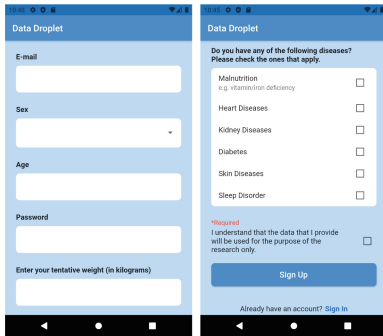 10:45
Data Droplet
E-mail
Sex
Age
Password
Enter your tentative weight (in kilograms)
10:45
Data Droplet
Do you have any of the following diseases?
Please check the ones that apply.
Malnutrition
e.g. vitamin/iron deficiency
Heart Diseases
Kidney Diseases
Diabetes
Skin Diseases
Sleep Disorder
*Required
I understand that the data that I provide
will be used for the purpose of the
research only.
Sign Up
Already have an account? Sign In